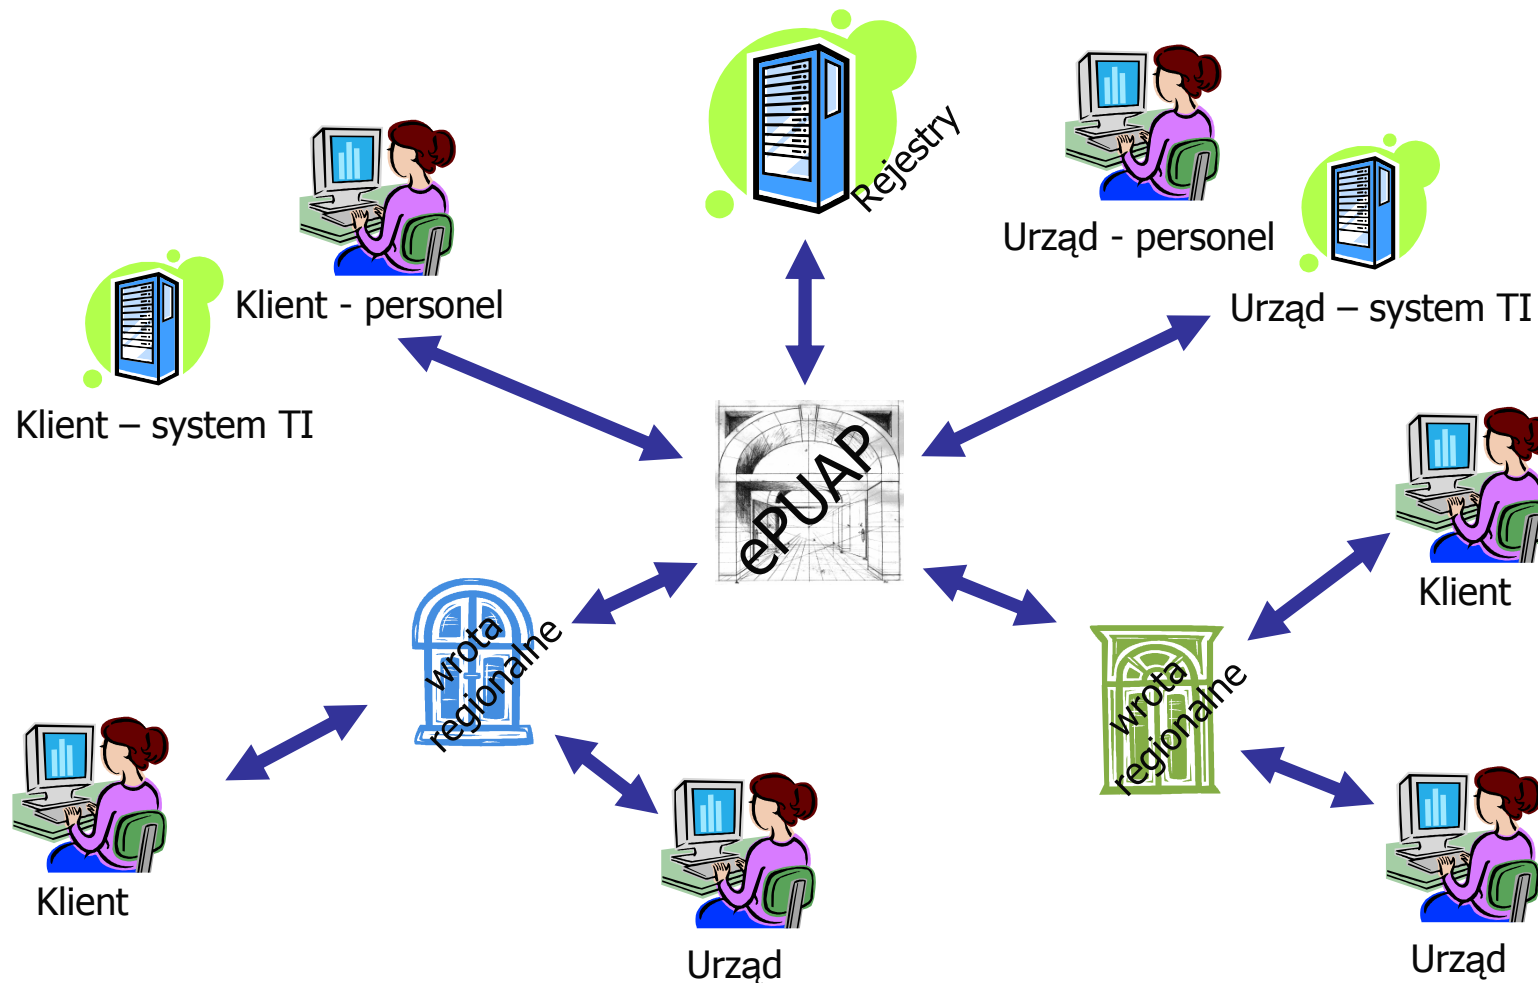 Rejestry
Urząd - personel
Klient - personel
Urząd – system TI
Klient – system TI
ePUAP
Klient
wrota
regionalne
wrota
regionalne
Klient
Urząd
Urząd